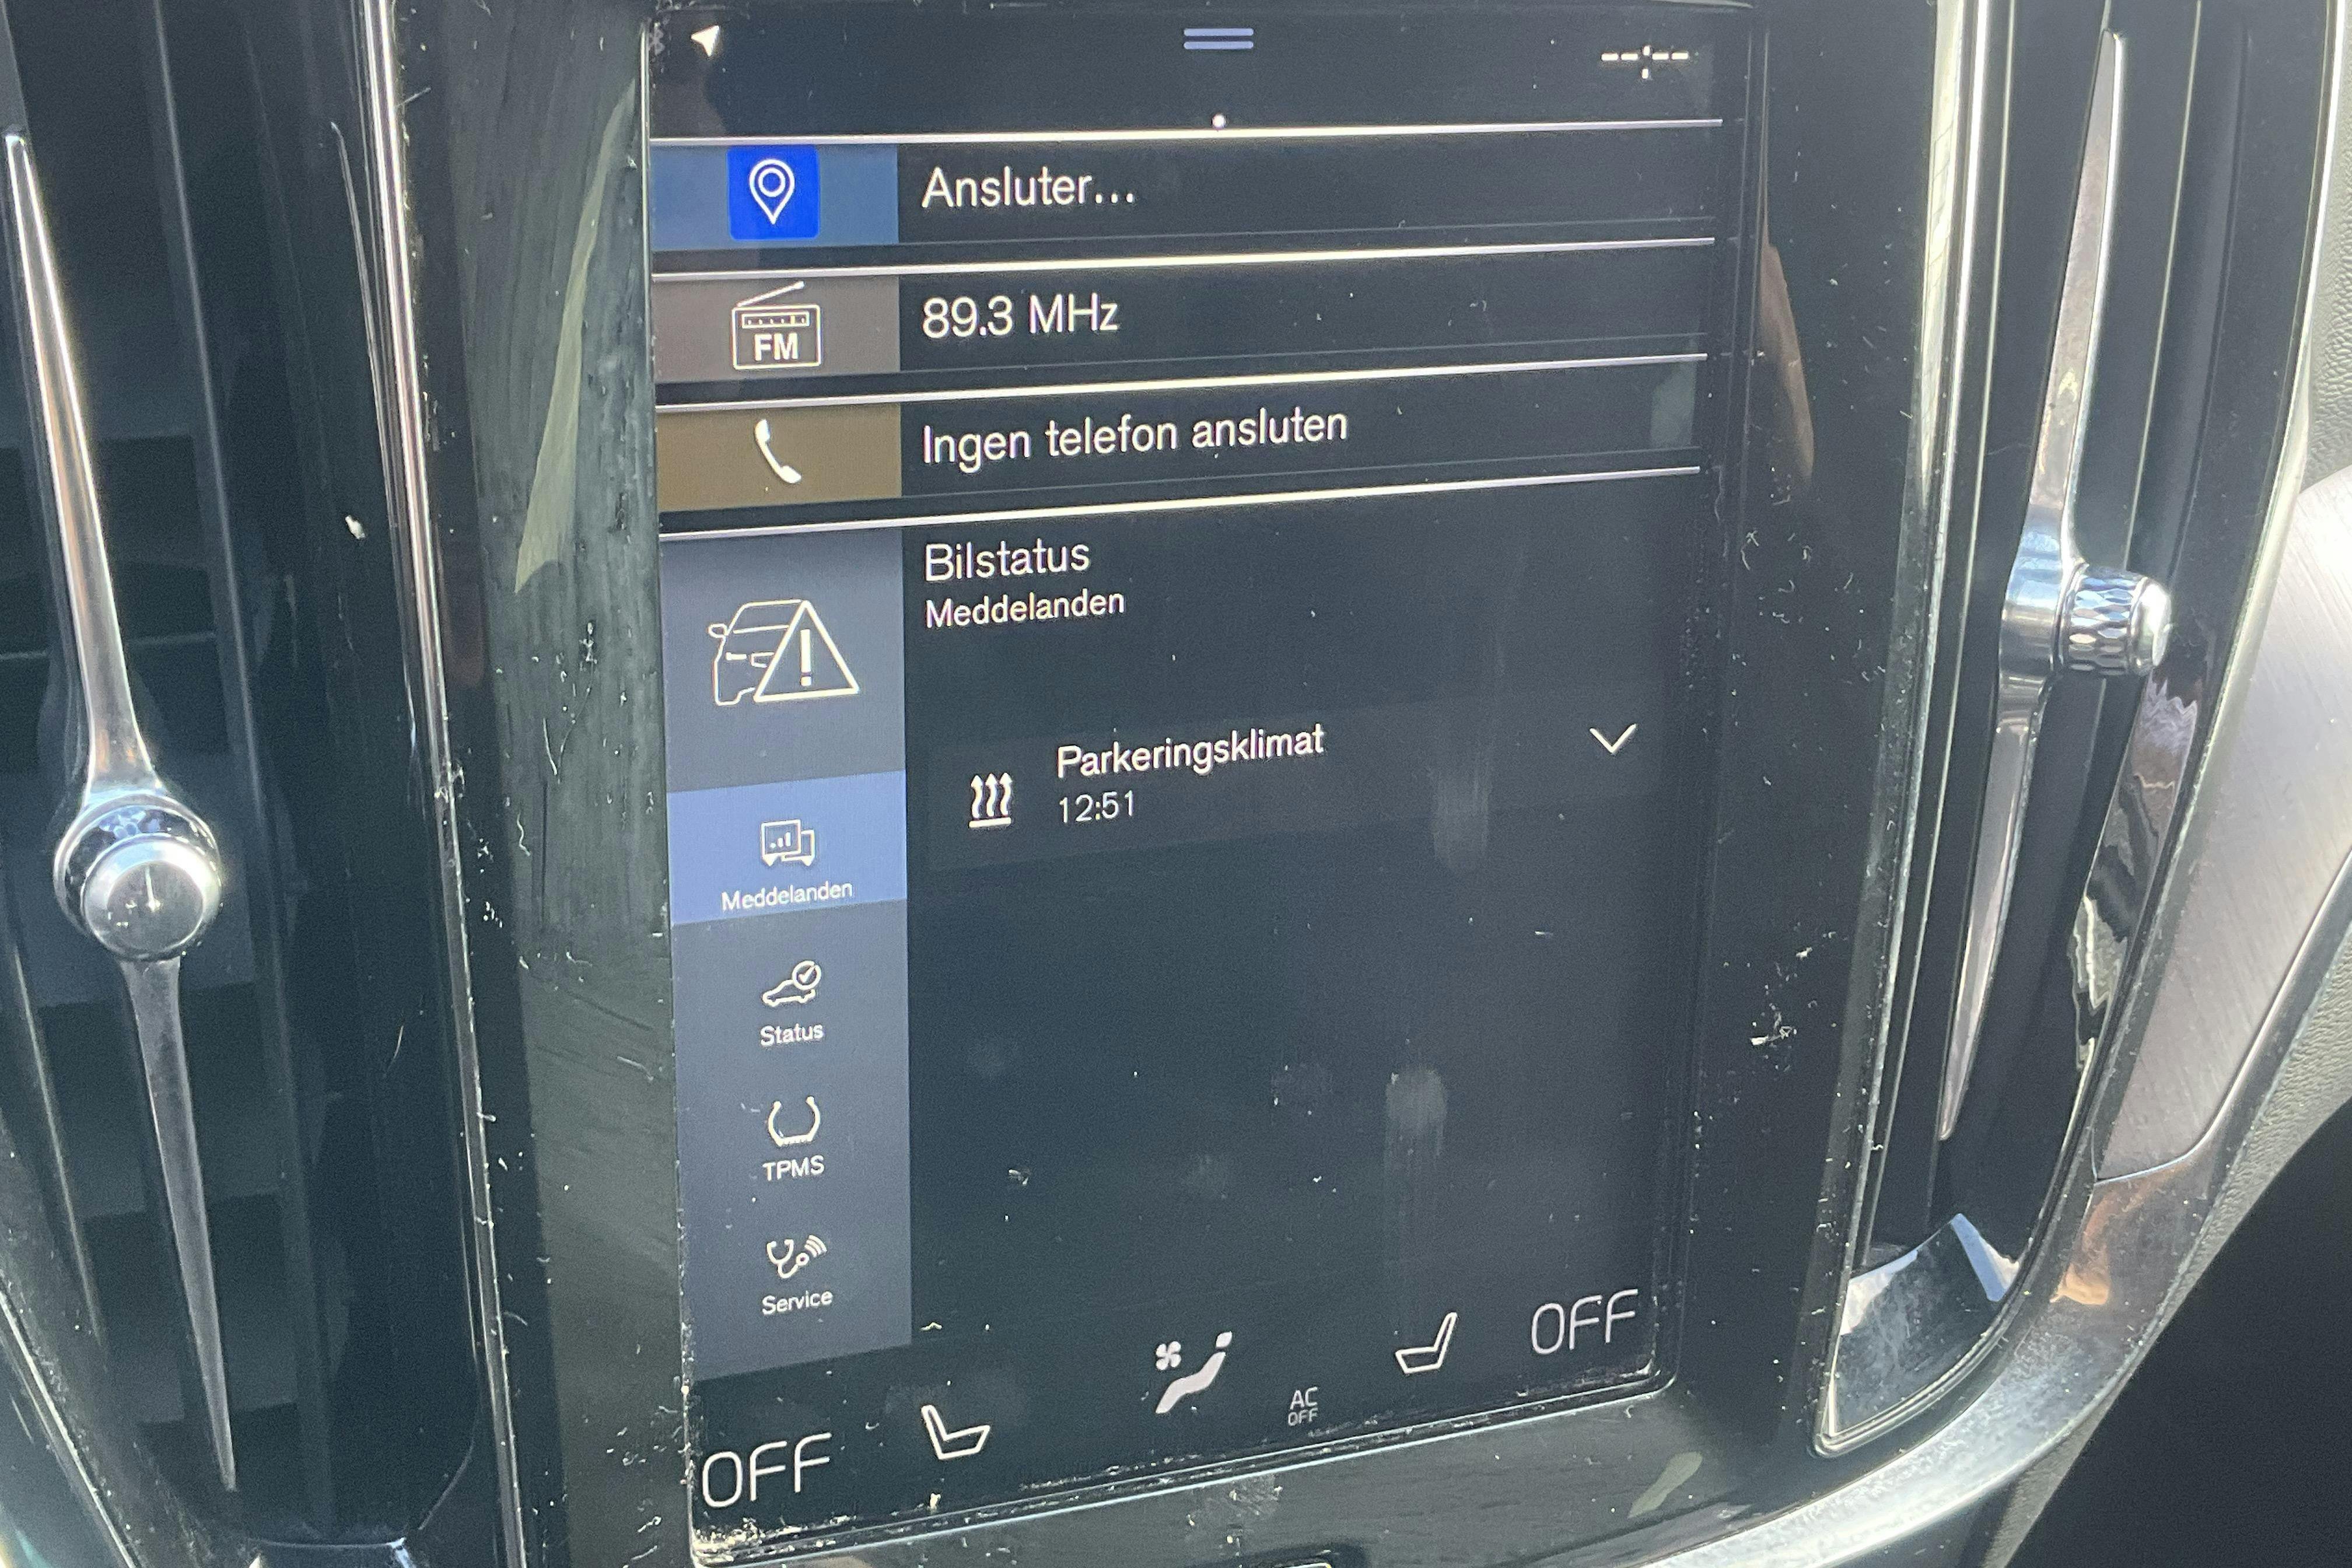 --:--
Ansluter...
FM
89.3 MHz
Ingen telefon ansluten
Bilstatus
Meddelanden
Parkeringsklimat
12:51
Meddelanden
Status
TPMS
Service
OFF
AC
OFF
OFF